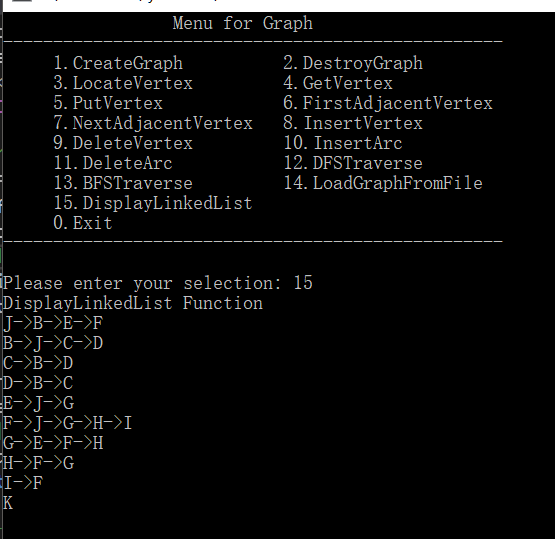 Menu for Graph
--------------------------------------------------
1.CreateGraph 2.DestroyGraph
3.LocateVertex 4.GetVertex
5.PutVertex 6.FirstAdjacentVertex
7.NextAdjacentVertex 8.InsertVertex
9.DeleteVertex 10.InsertArc
11.DeleteArc 12.DFSTraverse
13.BFSTraverse 14.LoadGraphFromFile
15.DisplayLinkedList
0.Exit
--------------------------------------------------
Please enter your selection: 15
DisplayLinkedList Function
J->B->E->F
B->J->C->D
C->B->D
D->B->C
E->J->G
F->J->G->H->I
G->E->F->H
H->F->G
I->F
K